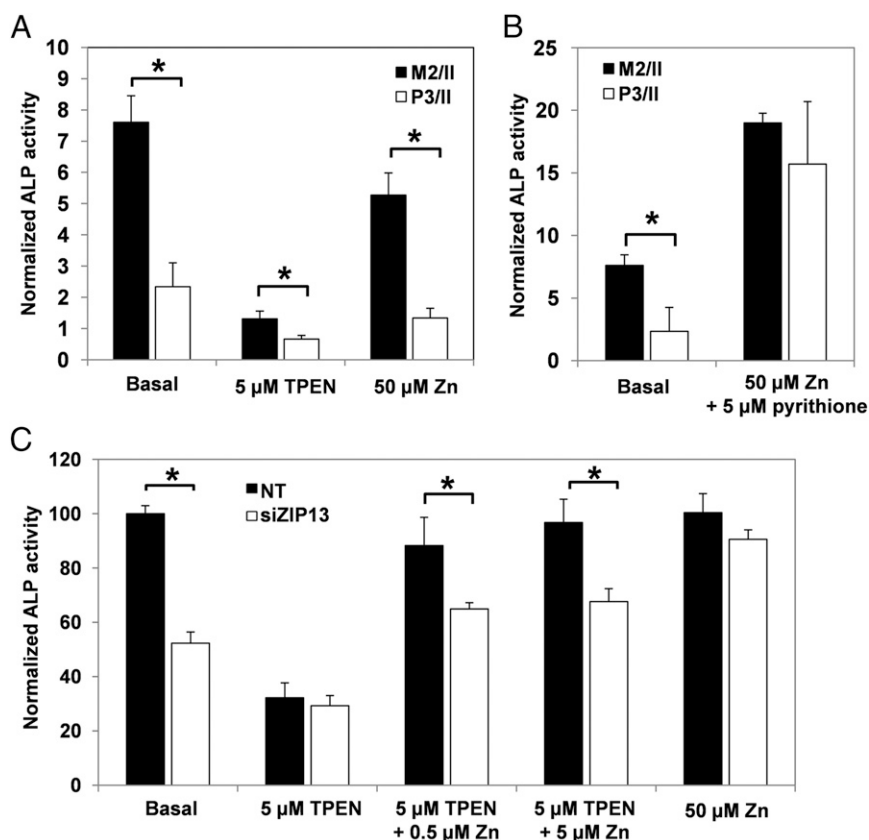 A
Normalized ALP activity
10
9
8
7
6
5
4
3
2
1
0
M2/II
P3/II
*
*
*
Basal
5 µM TPEN
50 µM Zn
B
Normalized ALP activity
25
20
15
10
5
0
M2/II
P3/II
*
Basal
50 µM Zn
+ 5 µM pyrithione
C
Normalized ALP activity
120
100
80
60
40
20
0
NT
siZIP13
*
*
*
Basal
5 µM TPEN
5 µM TPEN
+ 0.5 µM Zn
5 µM TPEN
+ 5 µM Zn
50 µM Zn